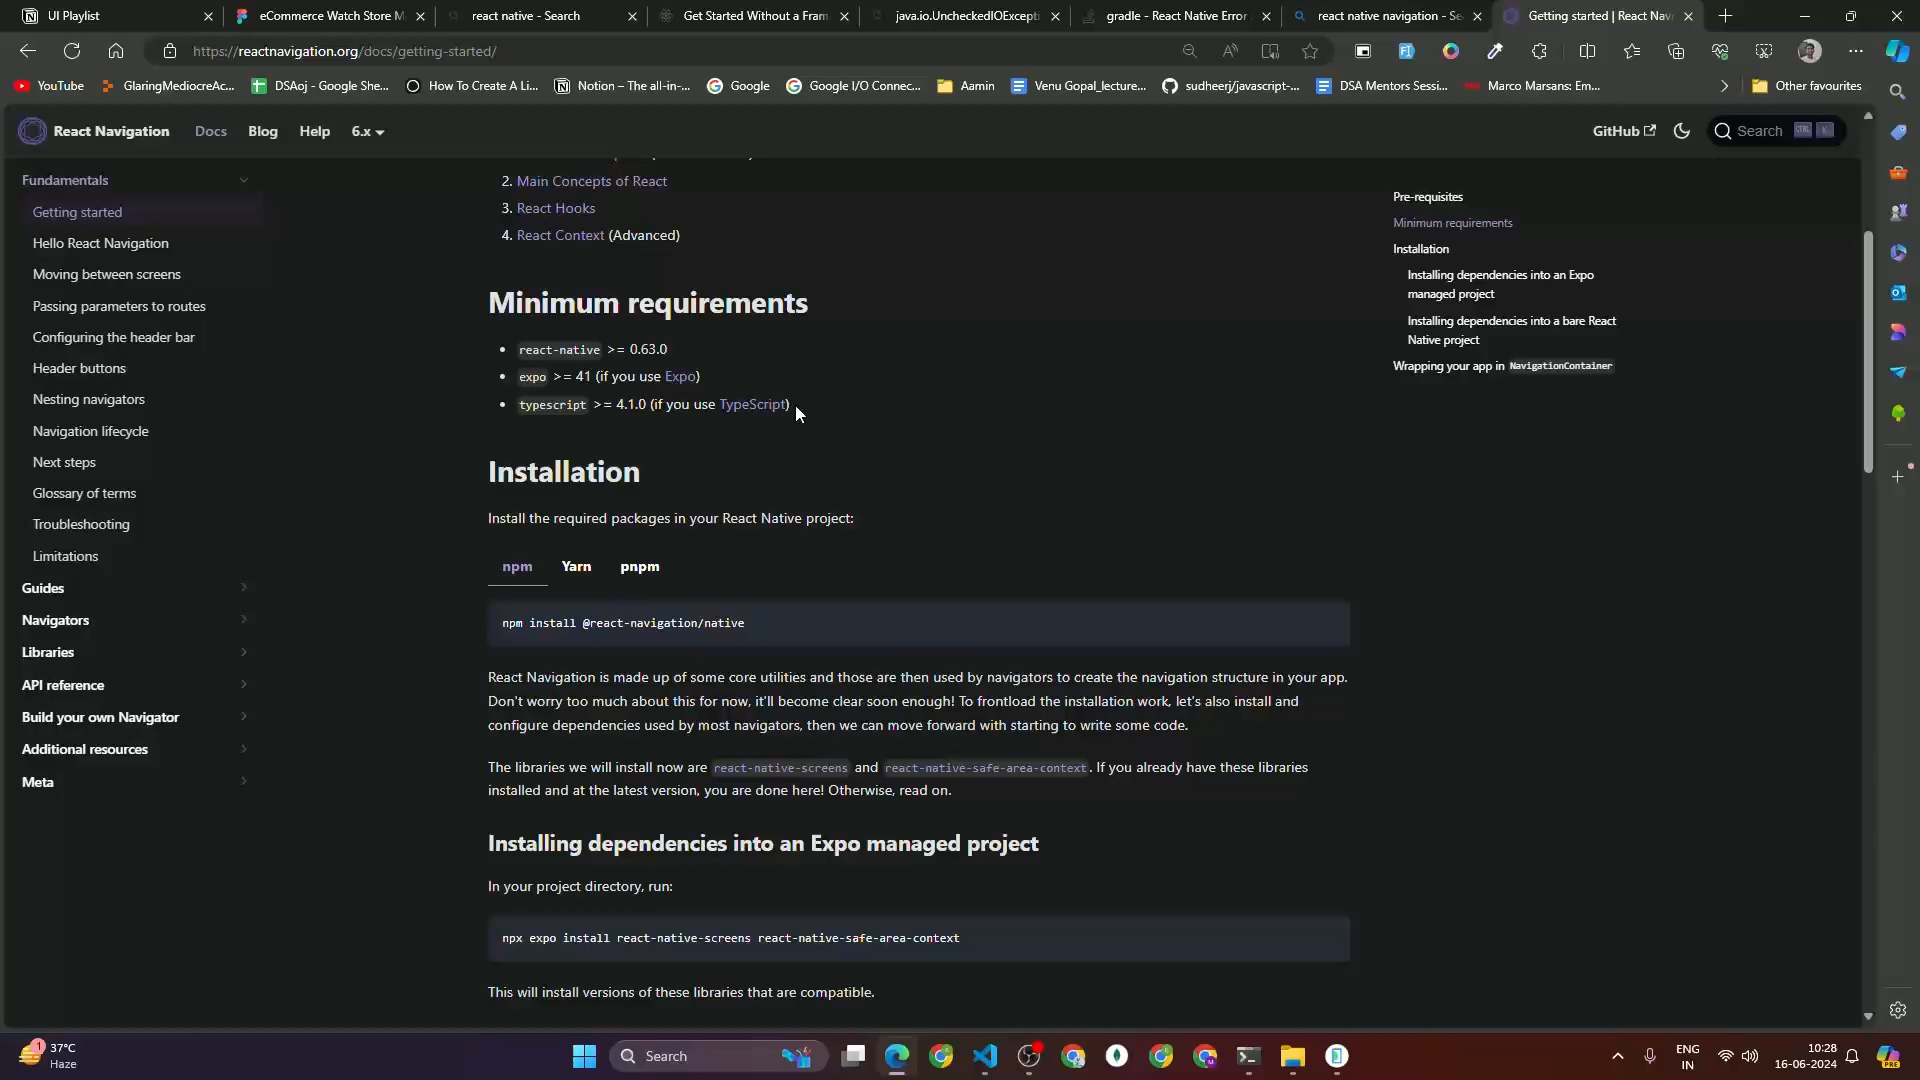 UI Playlist
eCommerce Watch Store M
react native - Search
Get Started Without a Fram
java.io.UncheckedIOExcepti
gradle - React Native Error
react native navigation - Se
Getting started | React Nav
https://reactnavigation.org/docs/getting-started/
YouTube
GlaringMediocreAc...
DSAoj - Google She...
How To Create A Li...
Notion – The all-in-...
Google
Google I/O Connec...
Aamin
Venu Gopal_lecture...
sudheerj/javascript-...
DSA Mentors Sessi...
Marco Marsans: Em...
Other favourites
React Navigation
Docs
Blog
Help
6.x
GitHub
Search
CTRL
K
Fundamentals
Getting started
Hello React Navigation
Moving between screens
Passing parameters to routes
Configuring the header bar
Header buttons
Nesting navigators
Navigation lifecycle
Next steps
Glossary of terms
Troubleshooting
Limitations
Guides
Navigators
Libraries
API reference
Build your own Navigator
Additional resources
Meta
2. Main Concepts of React
3. React Hooks
4. React Context (Advanced)
Minimum requirements
• react-native >= 0.63.0
• expo >= 41 (if you use Expo)
• typescript >= 4.1.0 (if you use TypeScript)
Installation
Install the required packages in your React Native project:
npm
Yarn
pnpm
npm install @react-navigation/native
React Navigation is made up of some core utilities and those are then used by navigators to create the navigation structure in your app.
Don't worry too much about this for now, it'll become clear soon enough! To frontload the installation work, let's also install and
configure dependencies used by most navigators, then we can move forward with starting to write some code.
The libraries we will install now are react-native-screens and react-native-safe-area-context. If you already have these libraries
installed and at the latest version, you are done here! Otherwise, read on.
Installing dependencies into an Expo managed project
In your project directory, run:
npx expo install react-native-screens react-native-safe-area-context
This will install versions of these libraries that are compatible.
Pre-requisites
Minimum requirements
Installation
Installing dependencies into an Expo
managed project
Installing dependencies into a bare React
Native project
Wrapping your app in NavigationContainer
1
37°C
Haze
Search
ENG
IN
10:28
16-06-2024
PRE